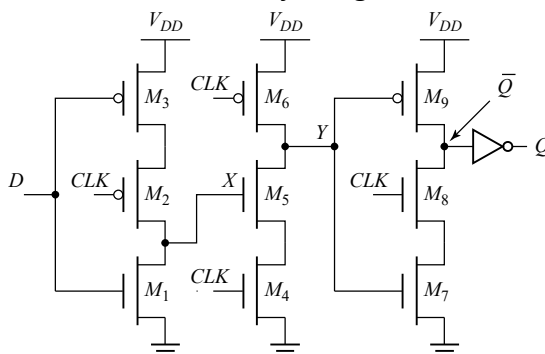 V_DD V_DD V_DD
M_3 CLK M_6 M_9 Q̅
Y Q
D CLK M_2 X M_5 CLK M_8
M_1 CLK M_4 M_7